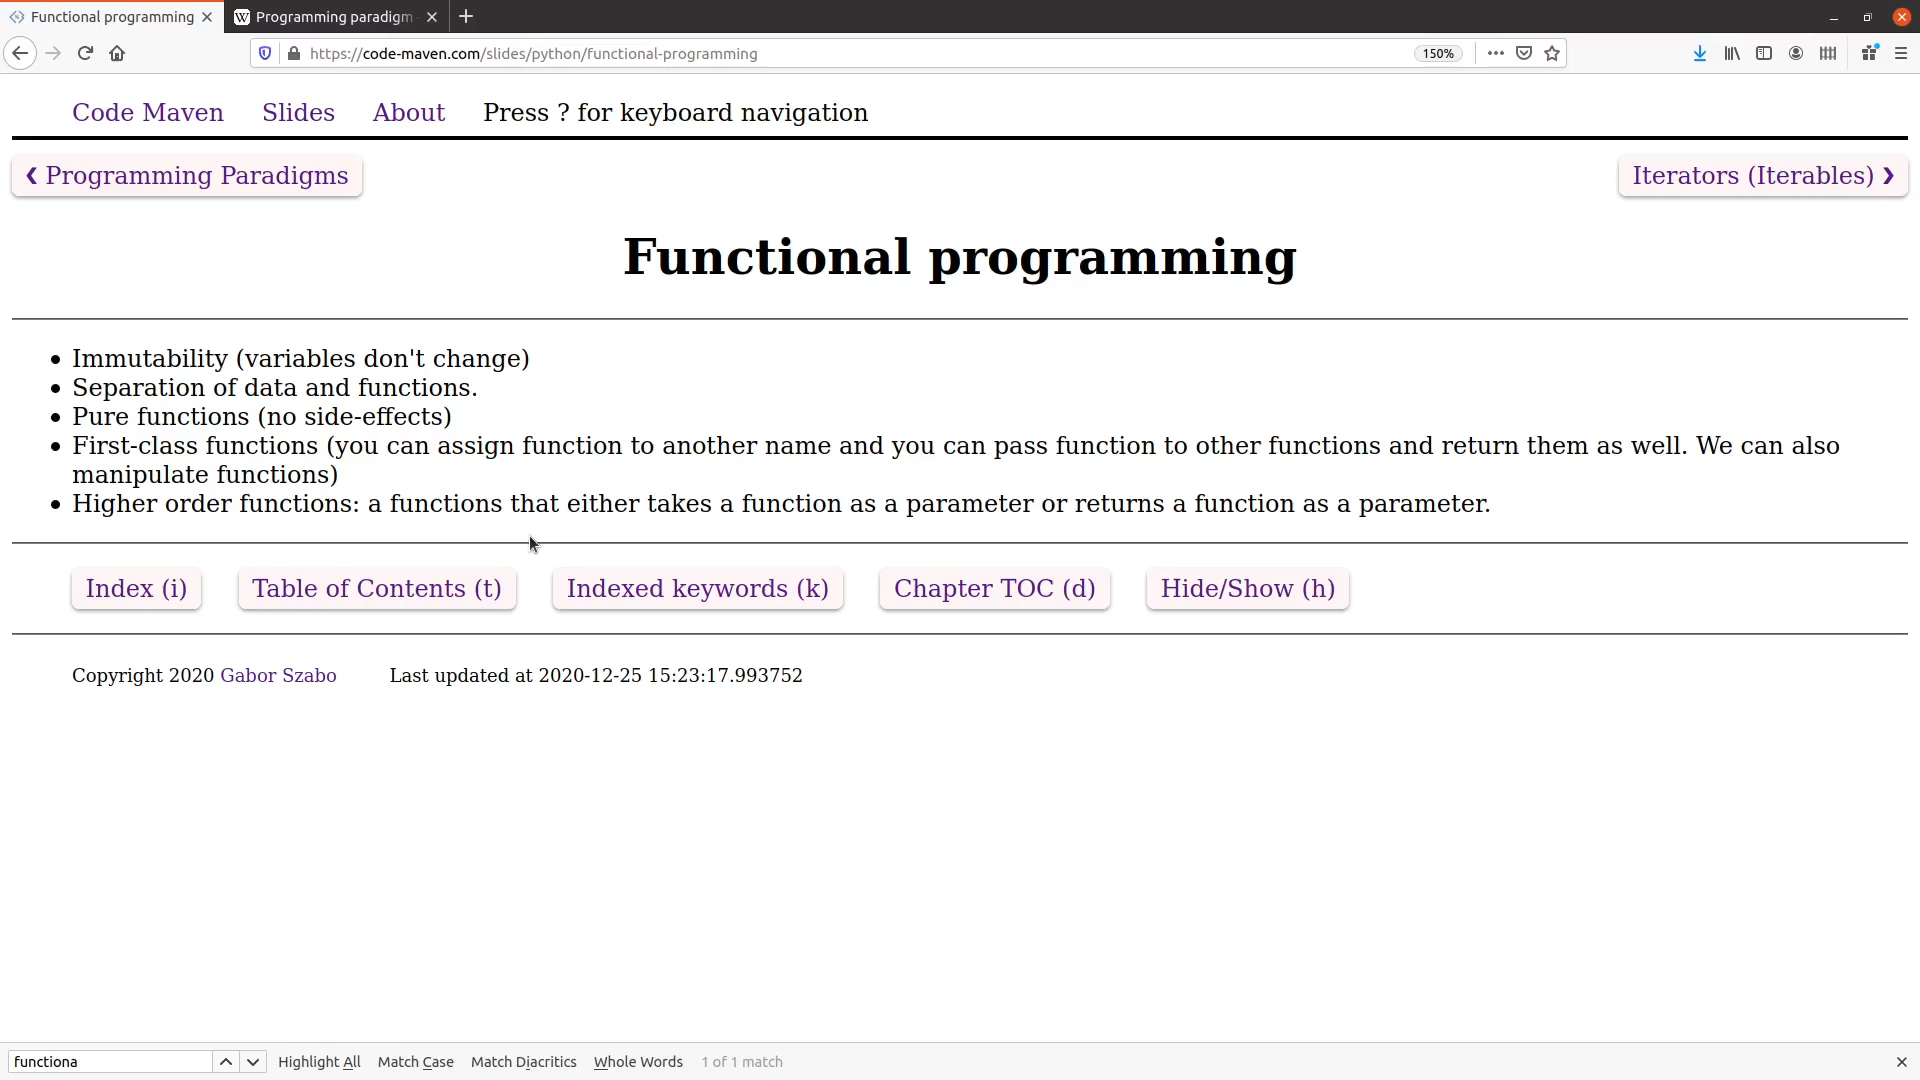 Functional programming
Programming paradigm
https://code-maven.com/slides/python/functional-programming
150%
Code Maven Slides About Press ? for keyboard navigation
❮ Programming Paradigms
Iterators (Iterables) ❯
Functional programming
• Immutability (variables don't change)
• Separation of data and functions.
• Pure functions (no side-effects)
• First-class functions (you can assign function to another name and you can pass function to other functions and return them as well. We can also
manipulate functions)
• Higher order functions: a functions that either takes a function as a parameter or returns a function as a parameter.
Index (i) Table of Contents (t) Indexed keywords (k) Chapter TOC (d) Hide/Show (h)
Copyright 2020 Gabor Szabo Last updated at 2020-12-25 15:23:17.993752
functiona Highlight All Match Case Match Diacritics Whole Words 1 of 1 match